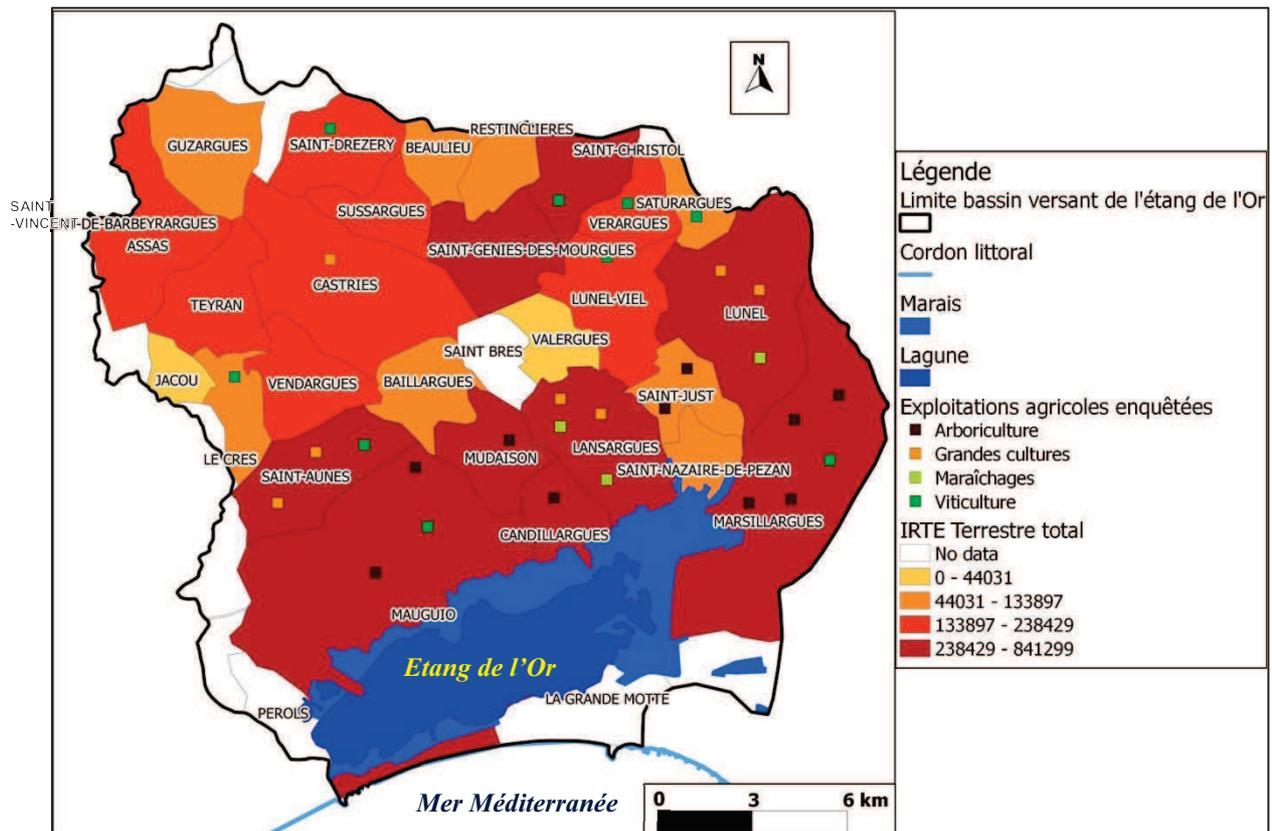 N
GUZARGUES
SAINT-DREZERY
BEAULIEU
RESTINCLIERES
SAINT-CHRISTOL
SAINT
-VINCENT-DE-BARBEYRARGUES
ASSAS
SUSSARGUES
SATURARGUES
VERARGUES
SAINT-GENIES-DES-MOURGUES
CASTRIES
TEYRAN
LUNEL-VIEL
LUNEL
VALERGUES
SAINT BRES
JACOU
VENDARGUES
BAILLARGUES
SAINT-JUST
LE CRES
SAINT-AUNES
MUDAISON
LANSARGUES
SAINT-NAZAIRE-DE-PEZAN
CANDILLARGUES
MARSILLARGUES
MAUGUIO
Etang de l'Or
LA GRANDE MOTTE
PEROLS
Mer Méditerranée
0 3 6 km
Légende
Limite bassin versant de l'étang de l'Or
Cordon littoral
Marais
Lagune
Exploitations agricoles enquêtées
Arboriculture
Grandes cultures
Maraîchages
Viticulture
IRTE Terrestre total
No data
0 - 44031
44031 - 133897
133897 - 238429
238429 - 841299